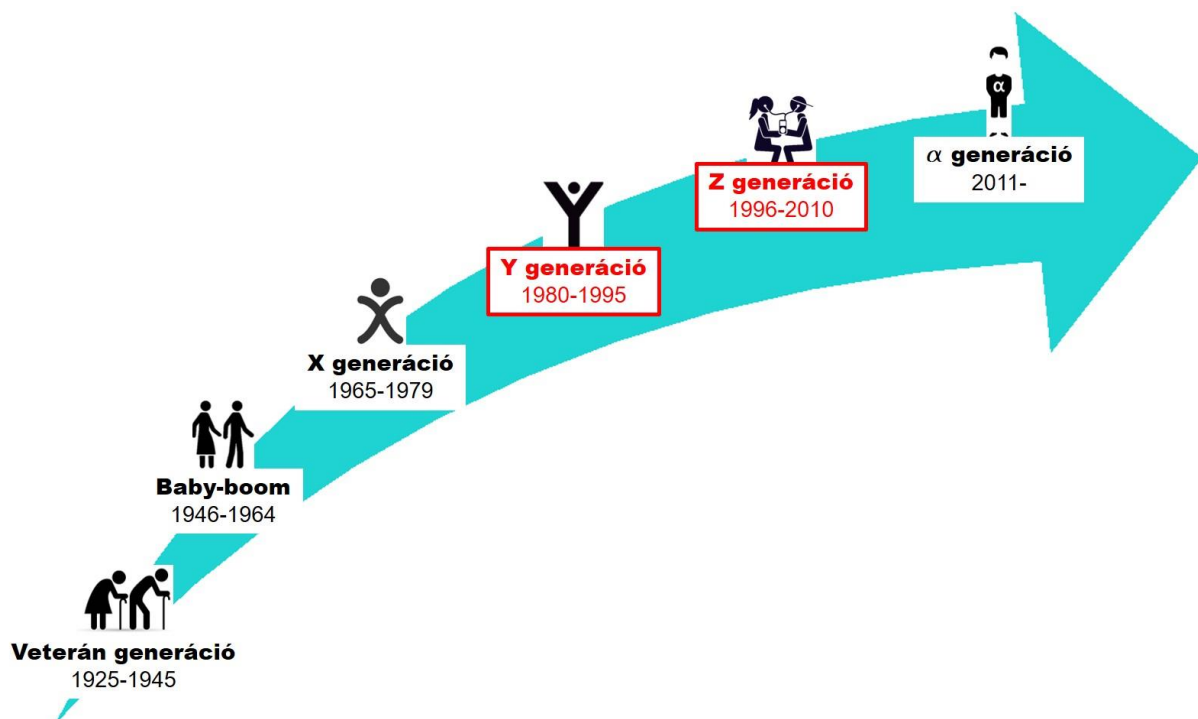 Veterán generáció
1925-1945
Baby-boom
1946-1964
X generáció
1965-1979
Y generáció
1980-1995
Z generáció
1996-2010
α
α generáció
2011-